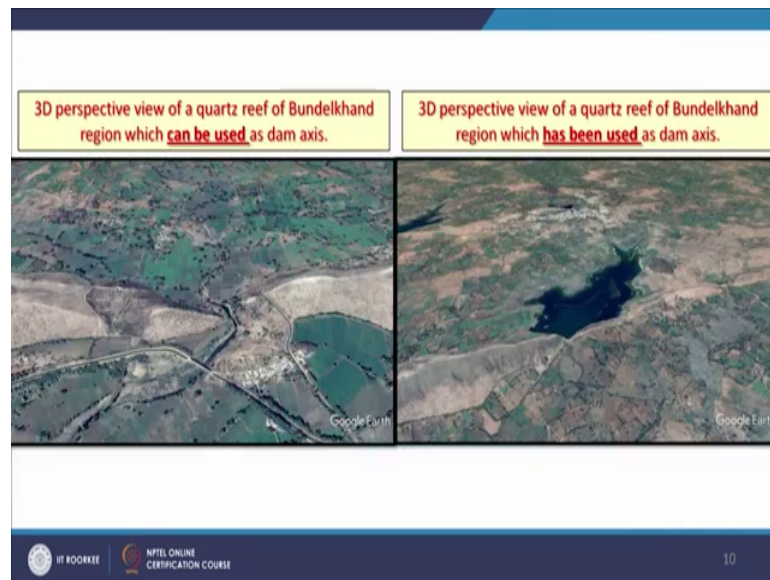 3D perspective view of a quartz reef of Bundelkhand
region which can be used as dam axis.
3D perspective view of a quartz reef of Bundelkhand
region which has been used as dam axis.
Google Earth
Google Eart
IIT ROORKEE
NPTEL ONLINE
CERTIFICATION COURSE
10